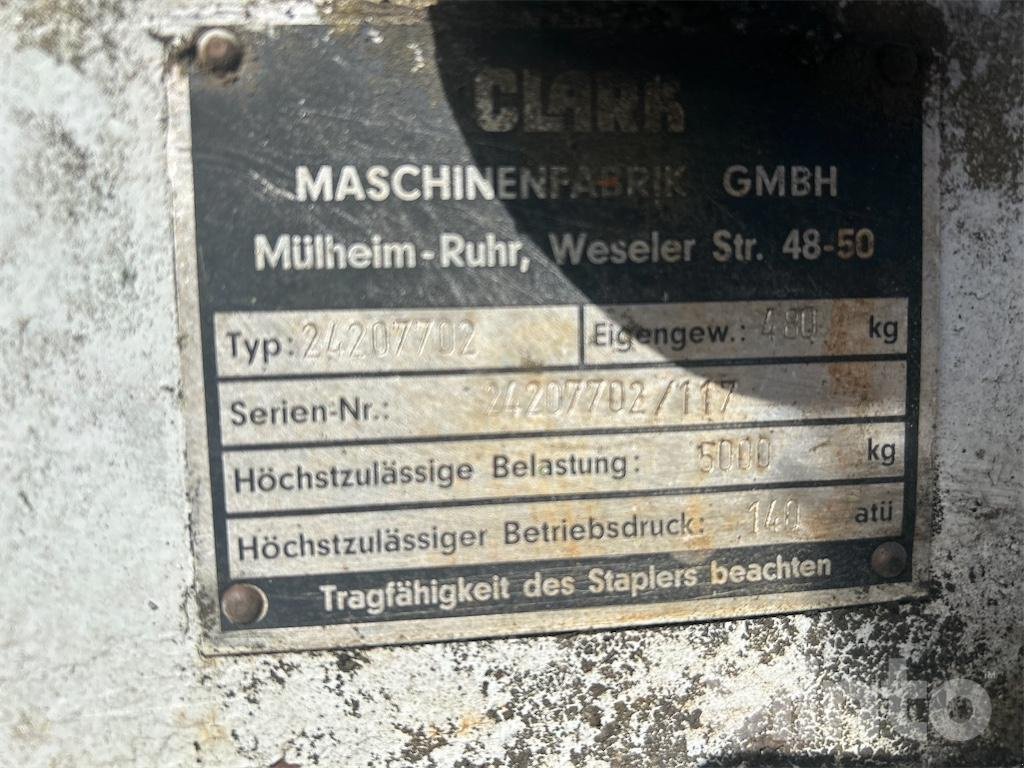 CLARK
MASCHINENFABRIK GMBH
Mülheim-Ruhr, Weseler Str. 48-50
Typ: 24207702 Eigengew.: 480 kg
Serien-Nr.: 24207702/117
Höchstzulässige Belastung: 5000 kg
Höchstzulässiger Betriebsdruck: 140 atü
Tragfähigkeit des Staplers beachten